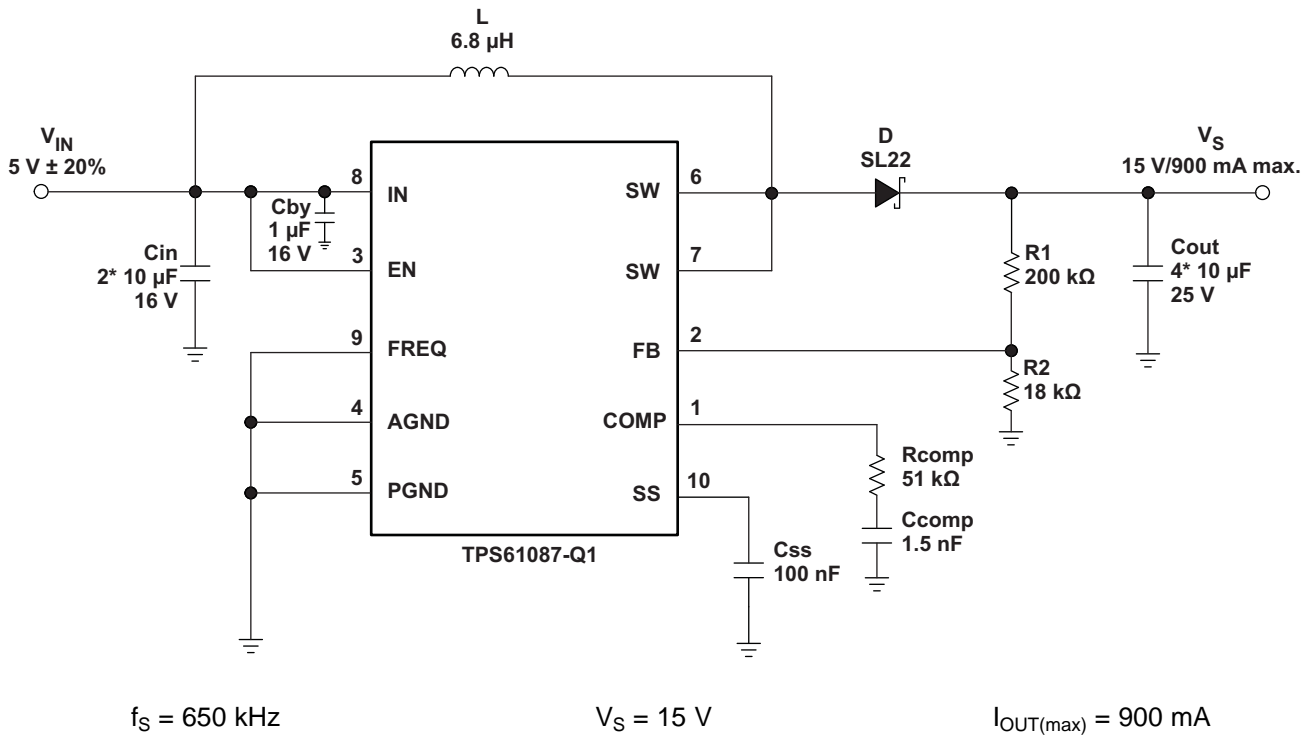 L
6.8 µH
V_IN
5 V ± 20%
D
SL22
V_S
15 V/900 mA max.
8
IN
SW
6
Cby
1 µF
16 V
Cin
2* 10 µF
16 V
3
EN
SW
7
R1
200 kΩ
Cout
4* 10 µF
25 V
9
FREQ
FB
2
R2
18 kΩ
4
AGND
COMP
1
Rcomp
51 kΩ
5
PGND
SS
10
Ccomp
1.5 nF
TPS61087-Q1
Css
100 nF
f_S = 650 kHz
V_S = 15 V
I_OUT(max) = 900 mA